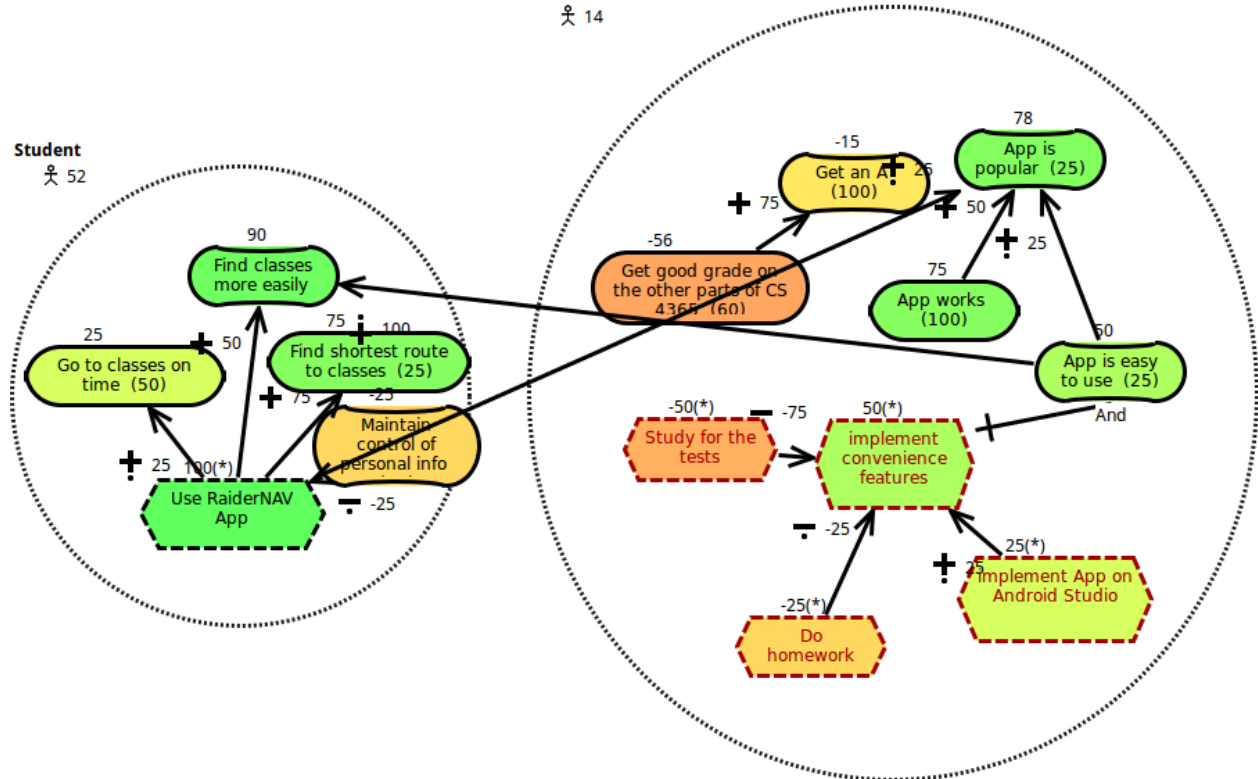 14
78
App is
popular (25)
-15
Get an A
(100)
25
50
75
25
Student
52
-56
Get good grade on
the other parts of CS
4365 (60)
75
App works
(100)
90
Find classes
more easily
50
App is easy
to use (25)
And
25
Go to classes on
time (50)
50
75
100
Find shortest route
to classes (25)
75
-25
Maintain
control of
personal info
-25
25
100(*)
Use RaiderNAV
App
-50(*)
Study for the
tests
-75
50(*)
implement
convenience
features
-25
25
25(*)
Implement App on
Android Studio
-25(*)
Do
homework